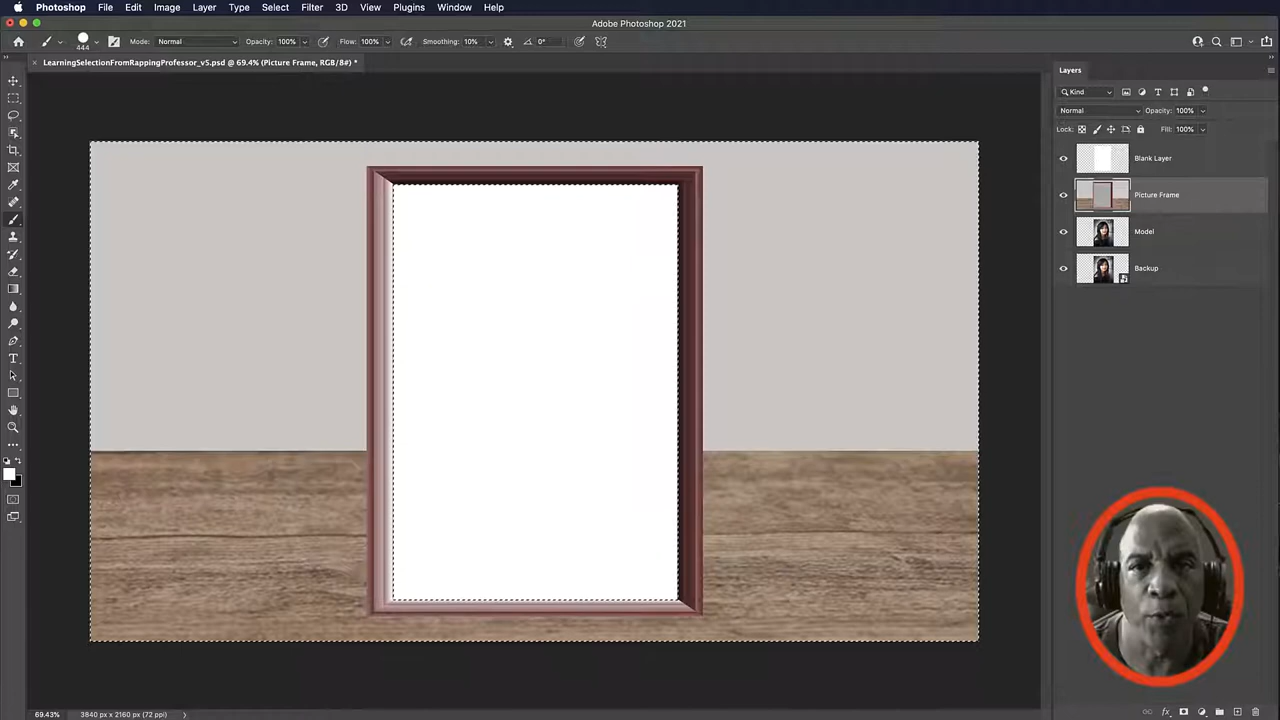 Photoshop File Edit Image Layer Type Select Filter 3D View Plugins Window Help
Adobe Photoshop 2021
444 Mode: Normal Opacity: 100% Flow: 100% Smoothing: 10% 0°
LearningSelectionFromRappingProfessor_v5.psd @ 69.4% (Picture Frame, RGB/8#) *
Layers
Kind
Normal Opacity: 100%
Lock: Fill: 100%
Blank Layer
Picture Frame
Model
Backup
69.43% 3840 px x 2160 px (72 ppi)